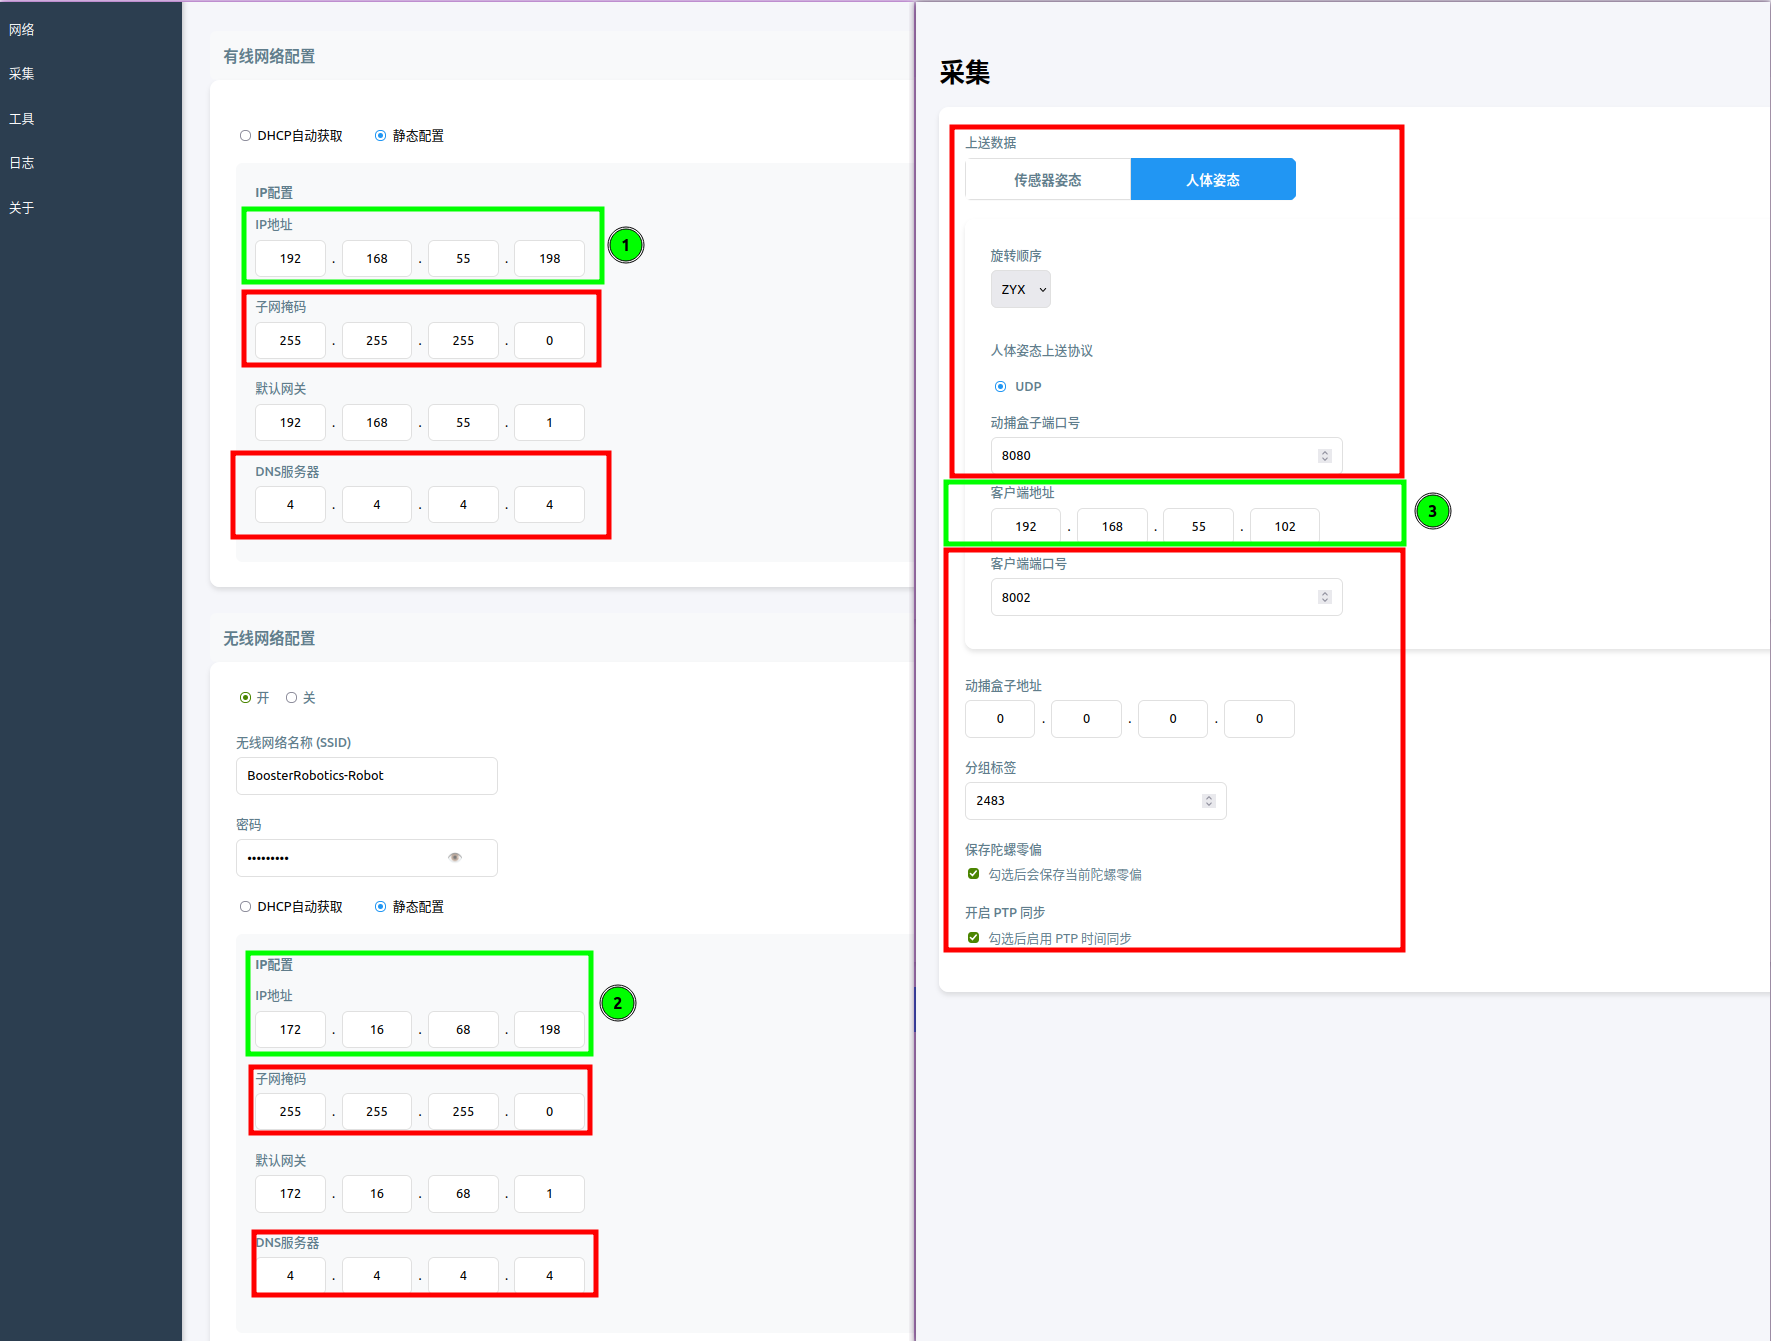 网络
采集
工具
日志
关于
有线网络配置
DHCP自动获取 静态配置
IP配置
IP地址
192 . 168 . 55 . 198
1
子网掩码
255 . 255 . 255 . 0
默认网关
192 . 168 . 55 . 1
DNS服务器
4 . 4 . 4 . 4
无线网络配置
开 关
无线网络名称 (SSID)
BoosterRobotics-Robot
密码
•••••••••
DHCP自动获取 静态配置
IP配置
IP地址
172 . 16 . 68 . 198
2
子网掩码
255 . 255 . 255 . 0
默认网关
172 . 16 . 68 . 1
DNS服务器
4 . 4 . 4 . 4
采集
上送数据
传感器姿态 人体姿态
旋转顺序
ZYX
人体姿态上送协议
UDP
动捕盒子端口号
8080
客户端地址
192 . 168 . 55 . 102
3
客户端端口号
8002
动捕盒子地址
0 . 0 . 0 . 0
分组标签
2483
保存陀螺零偏
勾选后会保存当前陀螺零偏
开启 PTP 同步
勾选后启用 PTP 时间同步